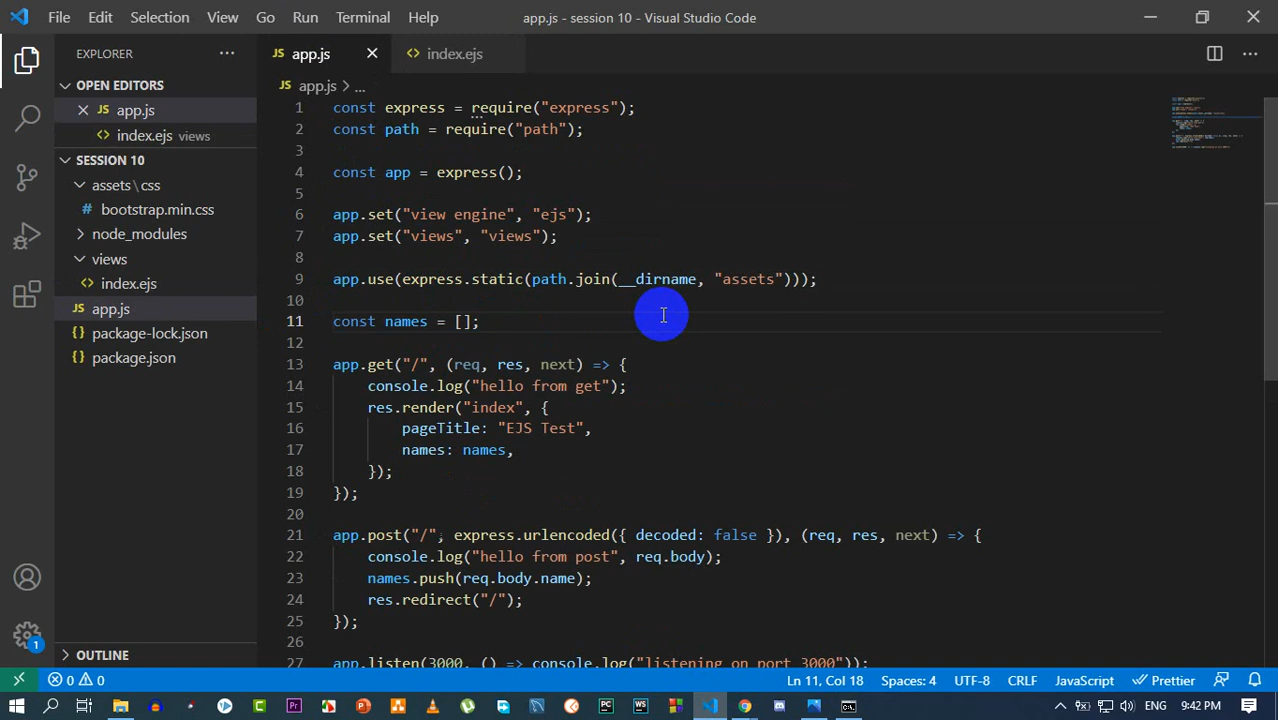 File Edit Selection View Go Run Terminal Help app.js - session 10 - Visual Studio Code
EXPLORER
OPEN EDITORS
JS app.js
<> index.ejs views
SESSION 10
assets\css
# bootstrap.min.css
node_modules
views
<> index.ejs
JS app.js
package-lock.json
package.json
OUTLINE
JS app.js
<> index.ejs
JS app.js > ...
1 const express = require("express");
2 const path = require("path");
3
4 const app = express();
5
6 app.set("view engine", "ejs");
7 app.set("views", "views");
8
9 app.use(express.static(path.join(__dirname, "assets")));
10
11 const names = [];
12
13 app.get("/", (req, res, next) => {
14 console.log("hello from get");
15 res.render("index", {
16 pageTitle: "EJS Test",
17 names: names,
18 });
19 });
20
21 app.post("/", express.urlencoded({ decoded: false }), (req, res, next) => {
22 console.log("hello from post", req.body);
23 names.push(req.body.name);
24 res.redirect("/");
25 });
26
27 app.listen(3000, () => console.log("listening on port 3000"));
1
0 0 Ln 11, Col 18 Spaces: 4 UTF-8 CRLF JavaScript Prettier
ENG 9:42 PM